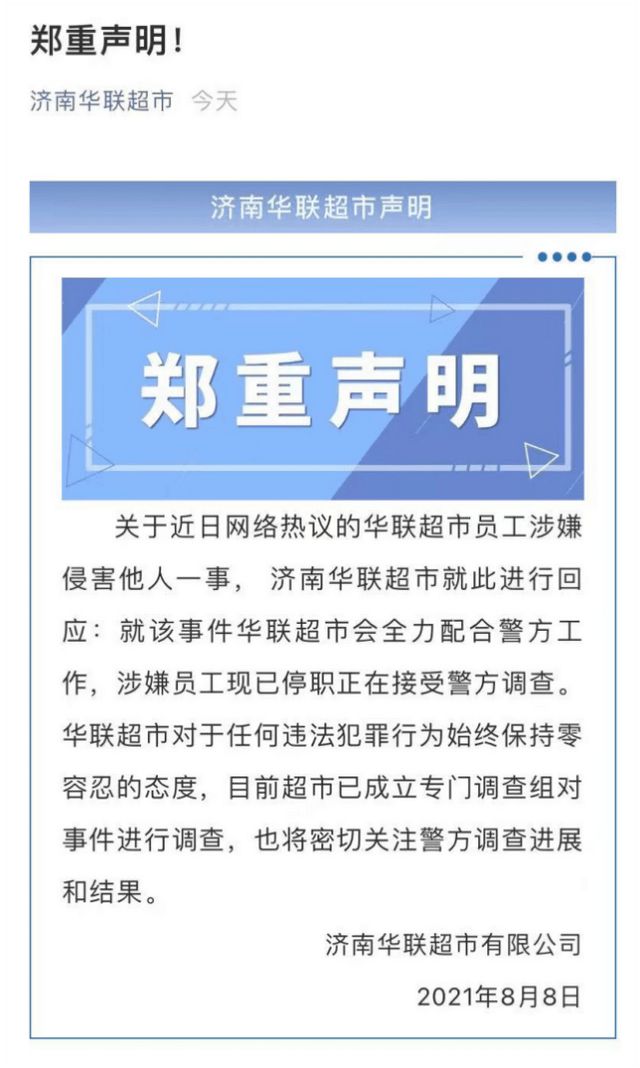 郑重声明！
济南华联超市 今天
济南华联超市声明
郑重声明
关于近日网络热议的华联超市员工涉嫌
侵害他人一事， 济南华联超市就此进行回
应：就该事件华联超市会全力配合警方工
作，涉嫌员工现已停职正在接受警方调查。
华联超市对于任何违法犯罪行为始终保持零
容忍的态度，目前超市已成立专门调查组对
事件进行调查，也将密切关注警方调查进展
和结果。
济南华联超市有限公司
2021年8月8日